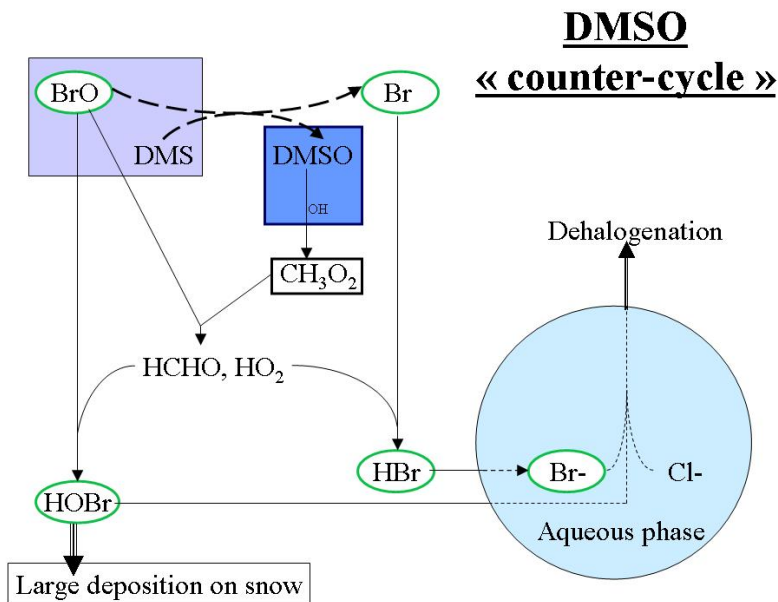 DMSO
« counter-cycle »
BrO
Br
DMS
DMSO
OH
CH₃O₂
Dehalogenation
HCHO, HO₂
HBr
Br-
Cl-
HOBr
Aqueous phase
Large deposition on snow